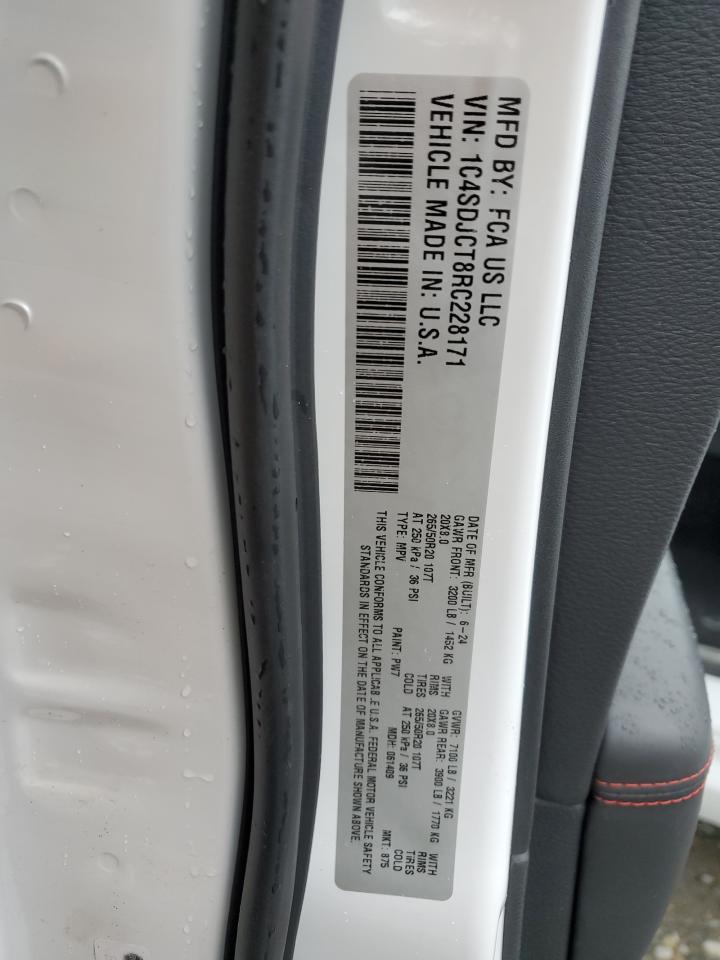 MFD BY: FCA US LLC
VIN: 1C4SDJCT8RC228171
VEHICLE MADE IN: U.S.A.
DATE OF MFR (BUILT): 6-24 GVWR: 7100 LB / 3221 KG
GAWR FRONT: 3200 LB / 1452 KG WITH GAWR REAR: 3900 LB / 1770 KG WITH
20X8.0 RIMS 20X8.0 RIMS
265/50R20 107T TIRES 265/50R20 107T TIRES
AT 250 kPa / 36 PSI COLD AT 250 kPa / 36 PSI COLD
TYPE: MPV PAINT: PW7 MDH: 061409 MKT: 875
THIS VEHICLE CONFORMS TO ALL APPLICABLE U.S.A. FEDERAL MOTOR VEHICLE SAFETY
STANDARDS IN EFFECT ON THE DATE OF MANUFACTURE SHOWN ABOVE.